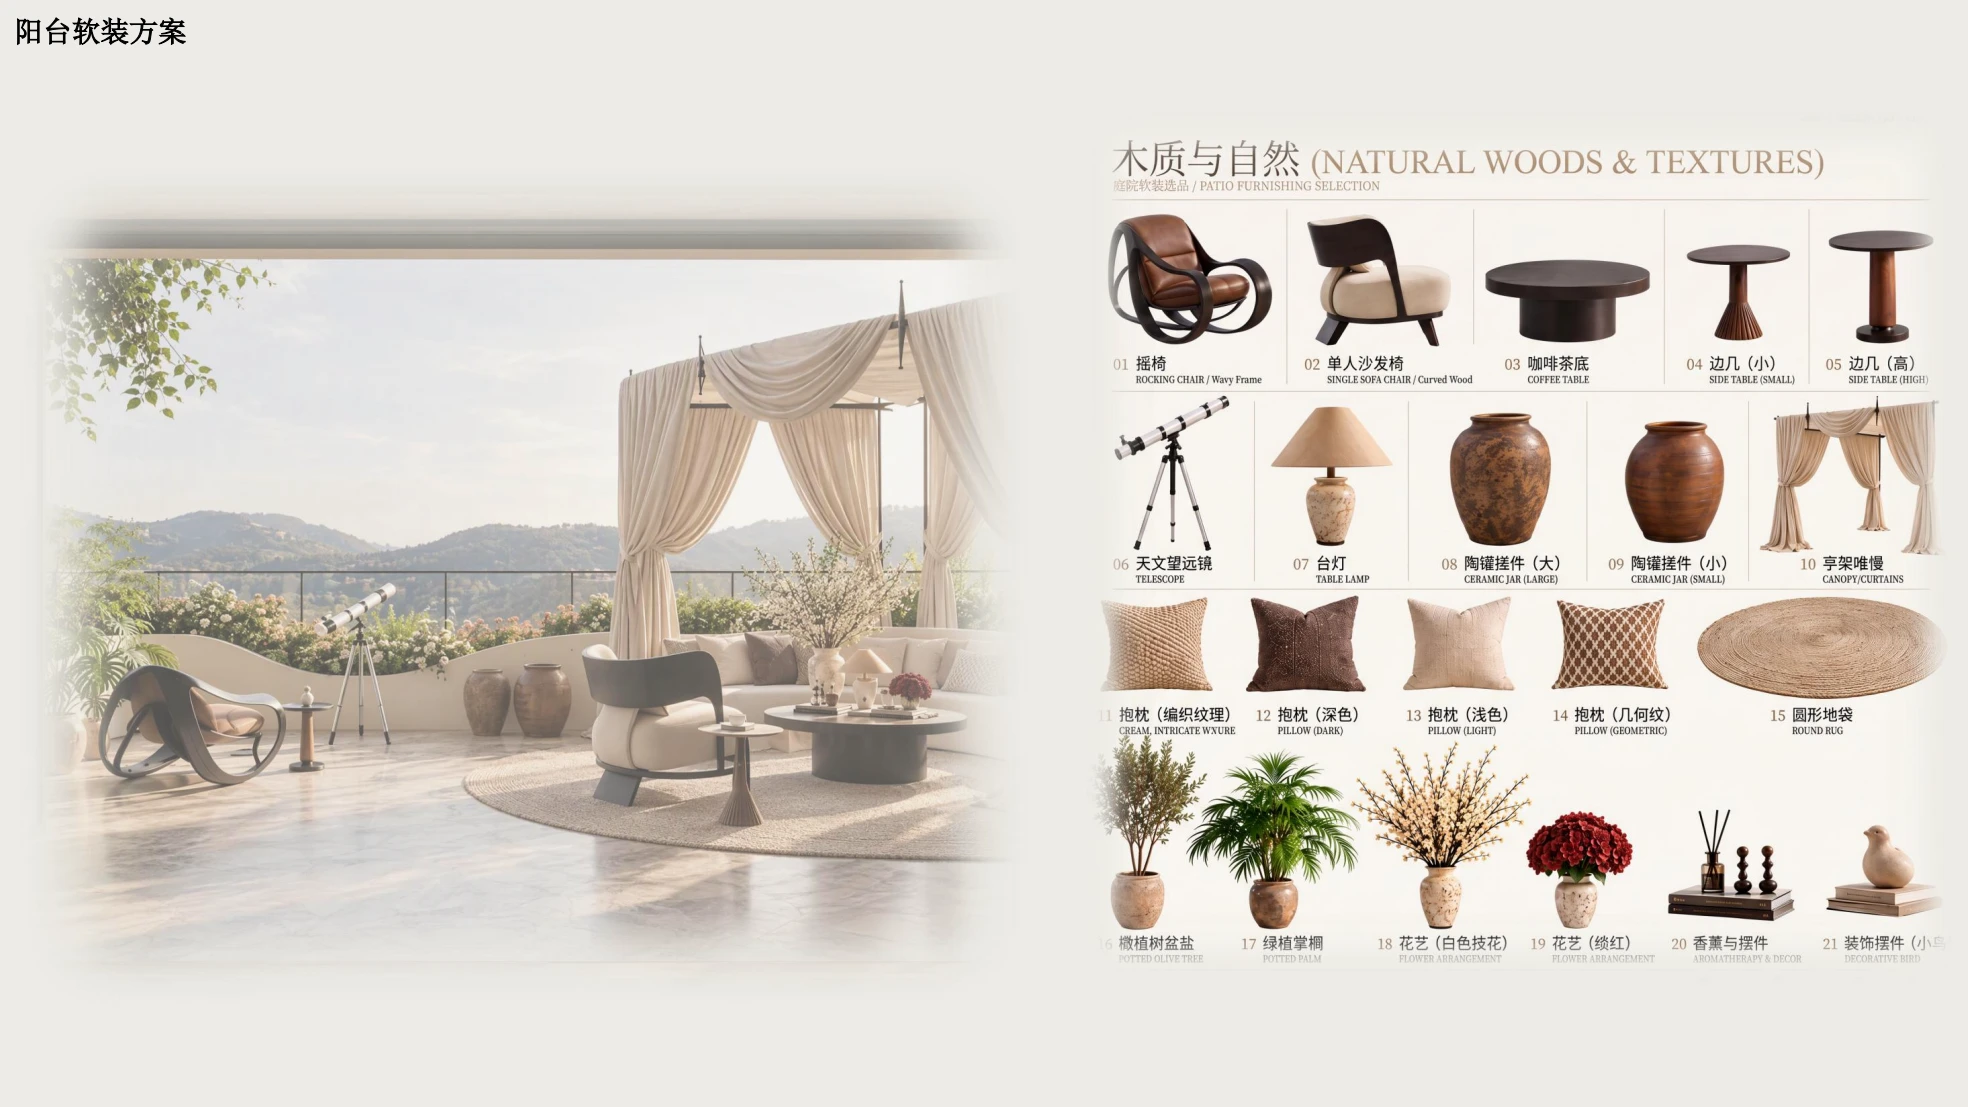 阳台软装方案
木质与自然 (NATURAL WOODS & TEXTURES)
庭院软装选品 / PATIO FURNISHING SELECTION
01 摇椅
ROCKING CHAIR / Wavy Frame
02 单人沙发椅
SINGLE SOFA CHAIR / Curved Wood
03 咖啡茶底
COFFEE TABLE
04 边几（小）
SIDE TABLE (SMALL)
05 边几（高）
SIDE TABLE (HIGH)
06 天文望远镜
TELESCOPE
07 台灯
TABLE LAMP
08 陶罐搓件（大）
CERAMIC JAR (LARGE)
09 陶罐搓件（小）
CERAMIC JAR (SMALL)
10 亨架唯慢
CANOPY/CURTAINS
11 抱枕（编织纹理）
CREAM, INTRICATE WXURE
12 抱枕（深色）
PILLOW (DARK)
13 抱枕（浅色）
PILLOW (LIGHT)
14 抱枕（几何纹）
PILLOW (GEOMETRIC)
15 圆形地袋
ROUND RUG
16 橄植树盆盐
POTTED OLIVE TREE
17 绿植掌棡
POTTED PALM
18 花艺（白色技花）
FLOWER ARRANGEMENT
19 花艺（缤红）
FLOWER ARRANGEMENT
20 香薰与摆件
AROMATHERAPY & DECOR
21 装饰摆件（小鸟
DECORATIVE BIRD